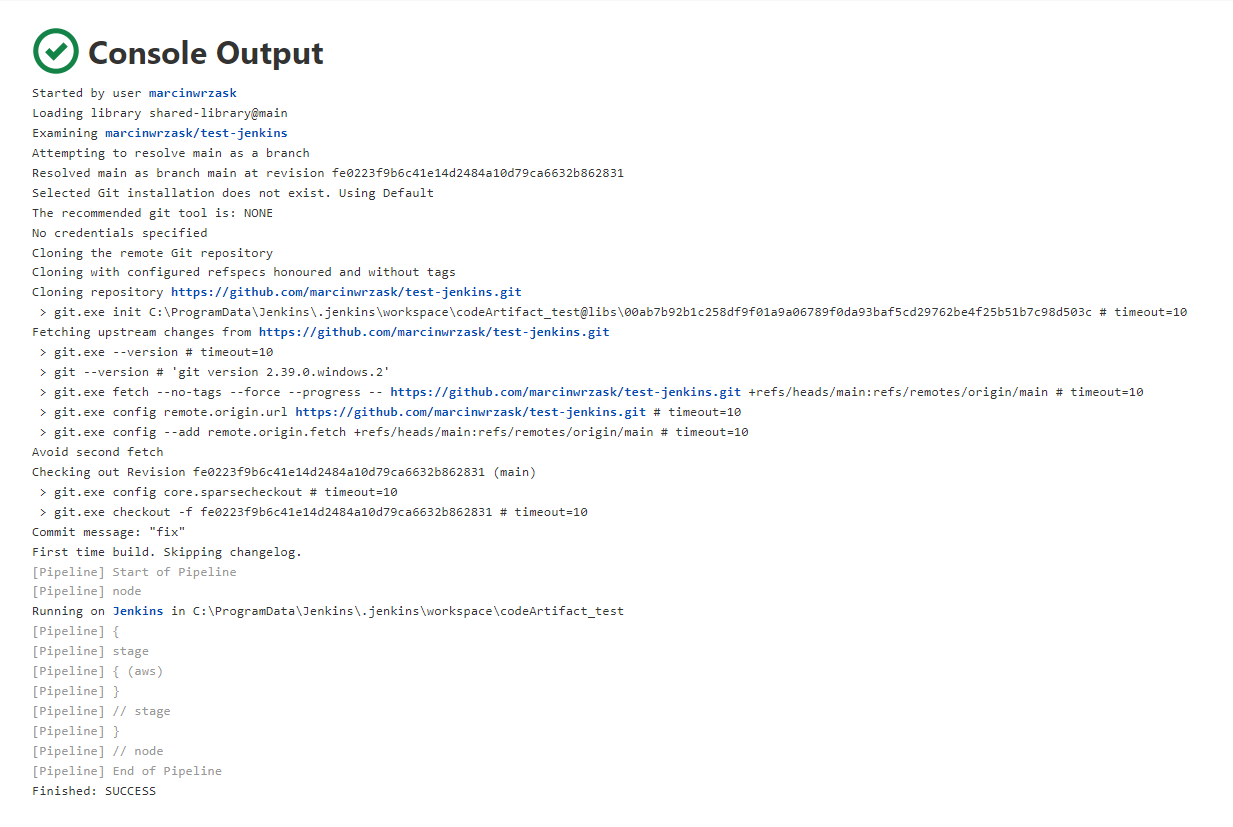 Console Output
Started by user marcinwrzask
Loading library shared-library@main
Examining marcinwrzask/test-jenkins
Attempting to resolve main as a branch
Resolved main as branch main at revision fe0223f9b6c41e14d2484a10d79ca6632b862831
Selected Git installation does not exist. Using Default
The recommended git tool is: NONE
No credentials specified
Cloning the remote Git repository
Cloning with configured refspecs honoured and without tags
Cloning repository https://github.com/marcinwrzask/test-jenkins.git
 > git.exe init C:\ProgramData\Jenkins\.jenkins\workspace\codeArtifact_test@libs\00ab7b92b1c258df9f01a9a06789f0da93baf5cd29762be4f25b51b7c98d503c # timeout=10
Fetching upstream changes from https://github.com/marcinwrzask/test-jenkins.git
 > git.exe --version # timeout=10
 > git --version # 'git version 2.39.0.windows.2'
 > git.exe fetch --no-tags --force --progress -- https://github.com/marcinwrzask/test-jenkins.git +refs/heads/main:refs/remotes/origin/main # timeout=10
 > git.exe config remote.origin.url https://github.com/marcinwrzask/test-jenkins.git # timeout=10
 > git.exe config --add remote.origin.fetch +refs/heads/main:refs/remotes/origin/main # timeout=10
Avoid second fetch
Checking out Revision fe0223f9b6c41e14d2484a10d79ca6632b862831 (main)
 > git.exe config core.sparsecheckout # timeout=10
 > git.exe checkout -f fe0223f9b6c41e14d2484a10d79ca6632b862831 # timeout=10
Commit message: "fix"
First time build. Skipping changelog.
[Pipeline] Start of Pipeline
[Pipeline] node
Running on Jenkins in C:\ProgramData\Jenkins\.jenkins\workspace\codeArtifact_test
[Pipeline] {
[Pipeline] stage
[Pipeline] { (aws)
[Pipeline] }
[Pipeline] // stage
[Pipeline] }
[Pipeline] // node
[Pipeline] End of Pipeline
Finished: SUCCESS